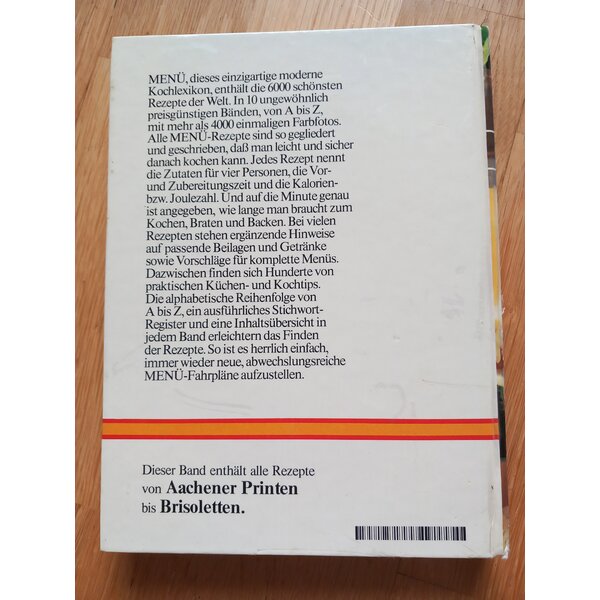 MENÜ, dieses einzigartige moderne
Kochlexikon, enthält die 6000 schönsten
Rezepte der Welt. In 10 ungewöhnlich
preisgünstigen Bänden, von A bis Z,
mit mehr als 4000 einmaligen Farbfotos.
Alle MENÜ-Rezepte sind so gegliedert
und geschrieben, daß man leicht und sicher
danach kochen kann. Jedes Rezept nennt
die Zutaten für vier Personen, die Vor-
und Zubereitungszeit und die Kalorien-
bzw. Joulezahl. Und auf die Minute genau
ist angegeben, wie lange man braucht zum
Kochen, Braten und Backen. Bei vielen
Rezepten stehen ergänzende Hinweise
auf passende Beilagen und Getränke
sowie Vorschläge für komplette Menüs.
Dazwischen finden sich Hunderte von
praktischen Küchen- und Kochtips.
Die alphabetische Reihenfolge von
A bis Z, ein ausführliches Stichwort-
Register und eine Inhaltsübersicht in
jedem Band erleichtern das Finden
der Rezepte. So ist es herrlich einfach,
immer wieder neue, abwechslungsreiche
MENÜ-Fahrpläne aufzustellen.
Dieser Band enthält alle Rezepte
von Aachener Printen
bis Brisoletten.